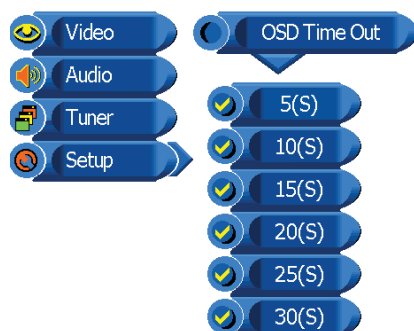 Video
Audio
Tuner
Setup
OSD Time Out
5(S)
10(S)
15(S)
20(S)
25(S)
30(S)